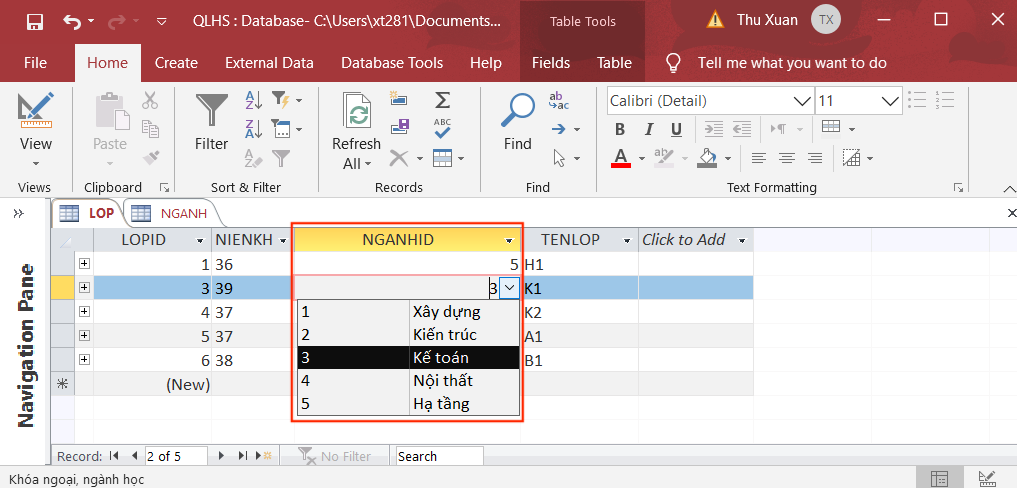 QLHS : Database- C:\Users\xt281\Documents...
Table Tools
Thu Xuan
TX
File
Home
Create
External Data
Database Tools
Help
Fields
Table
Tell me what you want to do
View
Paste
Filter
Refresh
All
Find
Calibri (Detail)
11
B I U
A
ab
ABC
ab
ac
Views
Clipboard
Sort & Filter
Records
Find
Text Formatting
LOP
NGANH
Navigation Pane
LOPID NIENKH NGANHID TENLOP Click to Add
1 36 5 H1
3 39 3 K1
4 37 K2
5 37 A1
6 38 B1
(New)
1 Xây dựng
2 Kiến trúc
3 Kế toán
4 Nội thất
5 Hạ tầng
Record: 2 of 5 No Filter Search
Khóa ngoại, ngành học